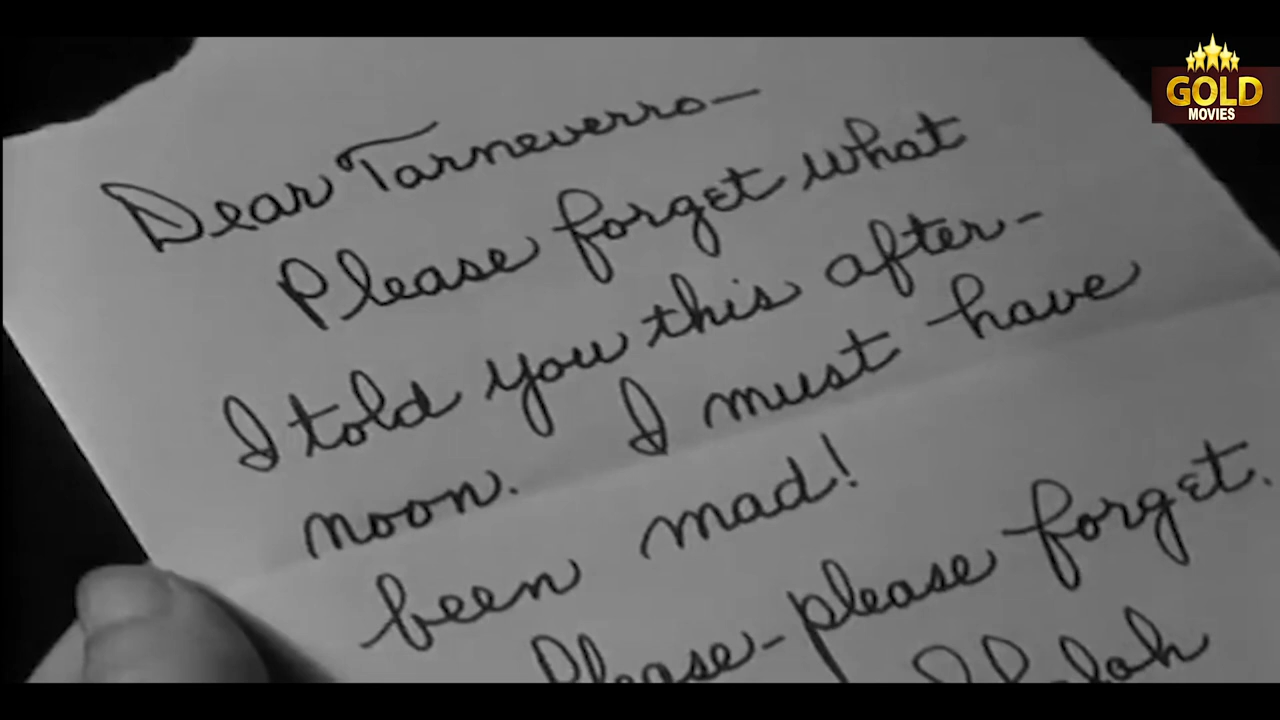 GOLD
MOVIES
Dear Tarneverro—
Please forget what
I told you this after-
noon. I must have
been mad!
Please-please forget.